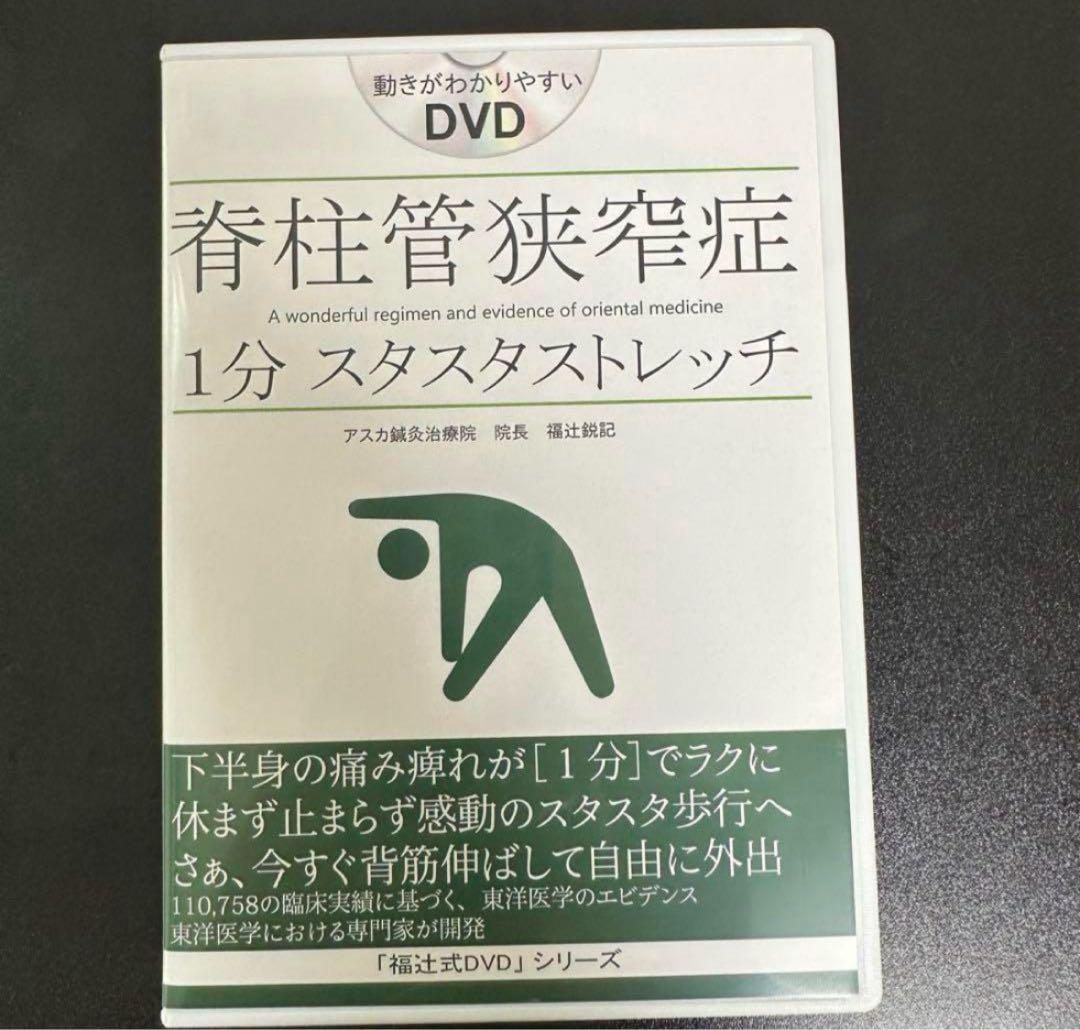 動きがわかりやすい
DVD
脊柱管狭窄症
A wonderful regimen and evidence of oriental medicine
1分 スタスタストレッチ
アスカ鍼灸治療院 院長 福辻鋭記
下半身の痛み痺れが[1分]でラクに
休まず止まらず感動のスタスタ歩行へ
さぁ、今すぐ背筋伸ばして自由に外出
110,758の臨床実績に基づく、東洋医学のエビデンス
東洋医学における専門家が開発
「福辻式DVD」シリーズ